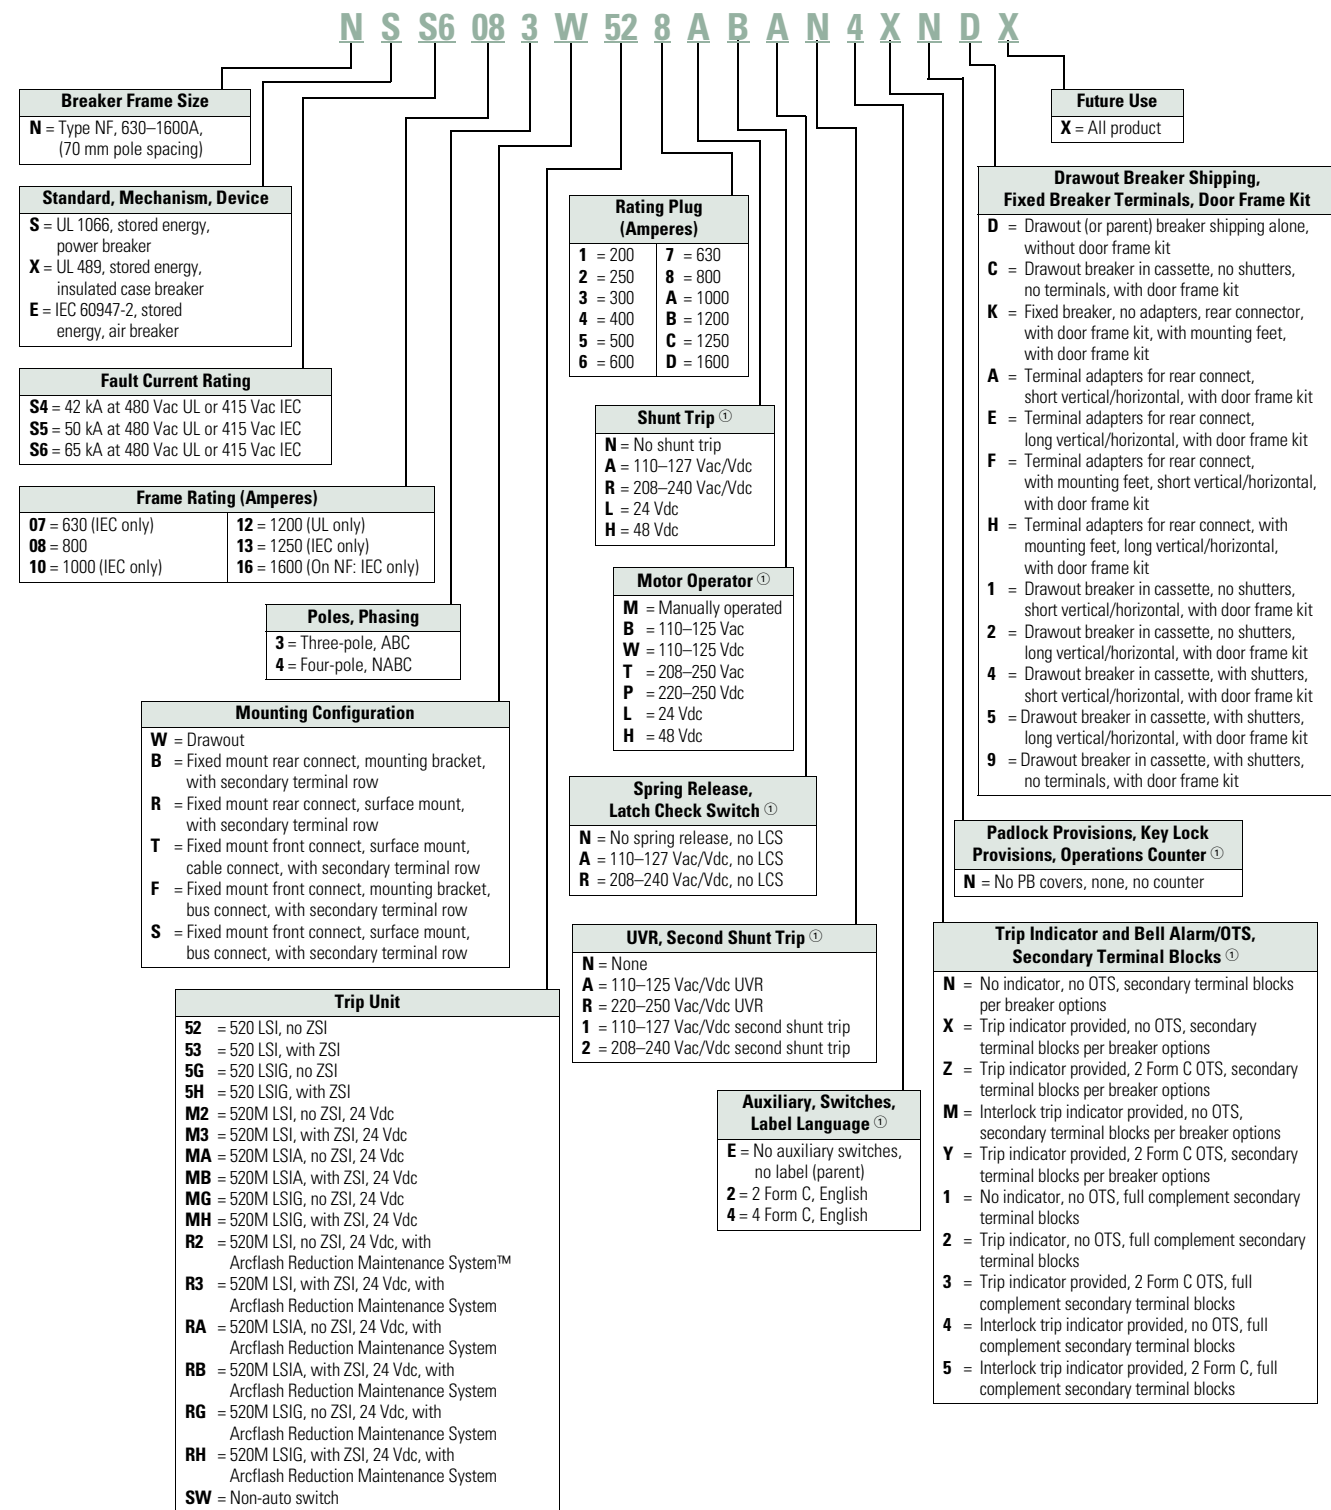 N S S6 08 3 W 52 8 A B A N 4 X N D X
Breaker Frame Size
N = Type NF, 630–1600A,
(70 mm pole spacing)
Standard, Mechanism, Device
S = UL 1066, stored energy,
power breaker
X = UL 489, stored energy,
insulated case breaker
E = IEC 60947-2, stored
energy, air breaker
Fault Current Rating
S4 = 42 kA at 480 Vac UL or 415 Vac IEC
S5 = 50 kA at 480 Vac UL or 415 Vac IEC
S6 = 65 kA at 480 Vac UL or 415 Vac IEC
Frame Rating (Amperes)
07 = 630 (IEC only)
08 = 800
10 = 1000 (IEC only)
12 = 1200 (UL only)
13 = 1250 (IEC only)
16 = 1600 (On NF: IEC only)
Poles, Phasing
3 = Three-pole, ABC
4 = Four-pole, NABC
Mounting Configuration
W = Drawout
B = Fixed mount rear connect, mounting bracket,
with secondary terminal row
R = Fixed mount rear connect, surface mount,
with secondary terminal row
T = Fixed mount front connect, surface mount,
cable connect, with secondary terminal row
F = Fixed mount front connect, mounting bracket,
bus connect, with secondary terminal row
S = Fixed mount front connect, surface mount,
bus connect, with secondary terminal row
Trip Unit
52 = 520 LSI, no ZSI
53 = 520 LSI, with ZSI
5G = 520 LSIG, no ZSI
5H = 520 LSIG, with ZSI
M2 = 520M LSI, no ZSI, 24 Vdc
M3 = 520M LSI, with ZSI, 24 Vdc
MA = 520M LSIA, no ZSI, 24 Vdc
MB = 520M LSIA, with ZSI, 24 Vdc
MG = 520M LSIG, no ZSI, 24 Vdc
MH = 520M LSIG, with ZSI, 24 Vdc
R2 = 520M LSI, no ZSI, 24 Vdc, with
Arcflash Reduction Maintenance System™
R3 = 520M LSI, with ZSI, 24 Vdc, with
Arcflash Reduction Maintenance System
RA = 520M LSIA, no ZSI, 24 Vdc, with
Arcflash Reduction Maintenance System
RB = 520M LSIA, with ZSI, 24 Vdc, with
Arcflash Reduction Maintenance System
RG = 520M LSIG, no ZSI, 24 Vdc, with
Arcflash Reduction Maintenance System
RH = 520M LSIG, with ZSI, 24 Vdc, with
Arcflash Reduction Maintenance System
SW = Non-auto switch
Rating Plug
(Amperes)
1 = 200
2 = 250
3 = 300
4 = 400
5 = 500
6 = 600
7 = 630
8 = 800
A = 1000
B = 1200
C = 1250
D = 1600
Shunt Trip ①
N = No shunt trip
A = 110–127 Vac/Vdc
R = 208–240 Vac/Vdc
L = 24 Vdc
H = 48 Vdc
Motor Operator ①
M = Manually operated
B = 110–125 Vac
W = 110–125 Vdc
T = 208–250 Vac
P = 220–250 Vdc
L = 24 Vdc
H = 48 Vdc
Spring Release,
Latch Check Switch ①
N = No spring release, no LCS
A = 110–127 Vac/Vdc, no LCS
R = 208–240 Vac/Vdc, no LCS
UVR, Second Shunt Trip ①
N = None
A = 110–125 Vac/Vdc UVR
R = 220–250 Vac/Vdc UVR
1 = 110–127 Vac/Vdc second shunt trip
2 = 208–240 Vac/Vdc second shunt trip
Auxiliary, Switches,
Label Language ①
E = No auxiliary switches,
no label (parent)
2 = 2 Form C, English
4 = 4 Form C, English
Future Use
X = All product
Drawout Breaker Shipping,
Fixed Breaker Terminals, Door Frame Kit
D = Drawout (or parent) breaker shipping alone,
without door frame kit
C = Drawout breaker in cassette, no shutters,
no terminals, with door frame kit
K = Fixed breaker, no adapters, rear connector,
with door frame kit, with mounting feet,
with door frame kit
A = Terminal adapters for rear connect,
short vertical/horizontal, with door frame kit
E = Terminal adapters for rear connect,
long vertical/horizontal, with door frame kit
F = Terminal adapters for rear connect,
with mounting feet, short vertical/horizontal,
with door frame kit
H = Terminal adapters for rear connect, with
mounting feet, long vertical/horizontal,
with door frame kit
1 = Drawout breaker in cassette, no shutters,
short vertical/horizontal, with door frame kit
2 = Drawout breaker in cassette, no shutters,
long vertical/horizontal, with door frame kit
4 = Drawout breaker in cassette, with shutters,
short vertical/horizontal, with door frame kit
5 = Drawout breaker in cassette, with shutters,
long vertical/horizontal, with door frame kit
9 = Drawout breaker in cassette, with shutters,
no terminals, with door frame kit
Padlock Provisions, Key Lock
Provisions, Operations Counter ①
N = No PB covers, none, no counter
Trip Indicator and Bell Alarm/OTS,
Secondary Terminal Blocks ①
N = No indicator, no OTS, secondary terminal blocks
per breaker options
X = Trip indicator provided, no OTS, secondary
terminal blocks per breaker options
Z = Trip indicator provided, 2 Form C OTS, secondary
terminal blocks per breaker options
M = Interlock trip indicator provided, no OTS,
secondary terminal blocks per breaker options
Y = Trip indicator provided, 2 Form C OTS, secondary
terminal blocks per breaker options
1 = No indicator, no OTS, full complement secondary
terminal blocks
2 = Trip indicator, no OTS, full complement secondary
terminal blocks
3 = Trip indicator provided, 2 Form C OTS, full
complement secondary terminal blocks
4 = Interlock trip indicator provided, no OTS, full
complement secondary terminal blocks
5 = Interlock trip indicator provided, 2 Form C, full
complement secondary terminal blocks